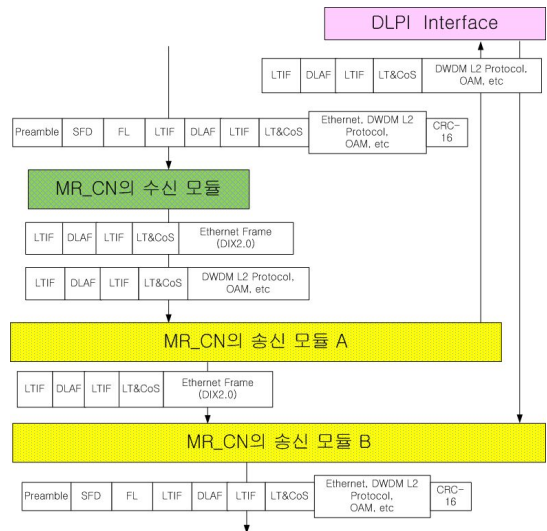 DLPI Interface
LTIF DLAF LTIF LT&CoS DWDM L2 Protocol,
OAM, etc
Preamble SFD FL LTIF DLAF LTIF LT&CoS Ethernet, DWDM L2
Protocol,
OAM, etc
CRC-
16
MR_CN의 수신 모듈
LTIF DLAF LTIF LT&CoS Ethernet Frame
(DIX2.0)
LTIF DLAF LTIF LT&CoS DWDM L2 Protocol,
OAM, etc
MR_CN의 송신 모듈 A
LTIF DLAF LTIF LT&CoS Ethernet Frame
(DIX2.0)
MR_CN의 송신 모듈 B
Preamble SFD FL LTIF DLAF LTIF LT&CoS Ethernet, DWDM L2
Protocol,
OAM, etc
CRC-
16